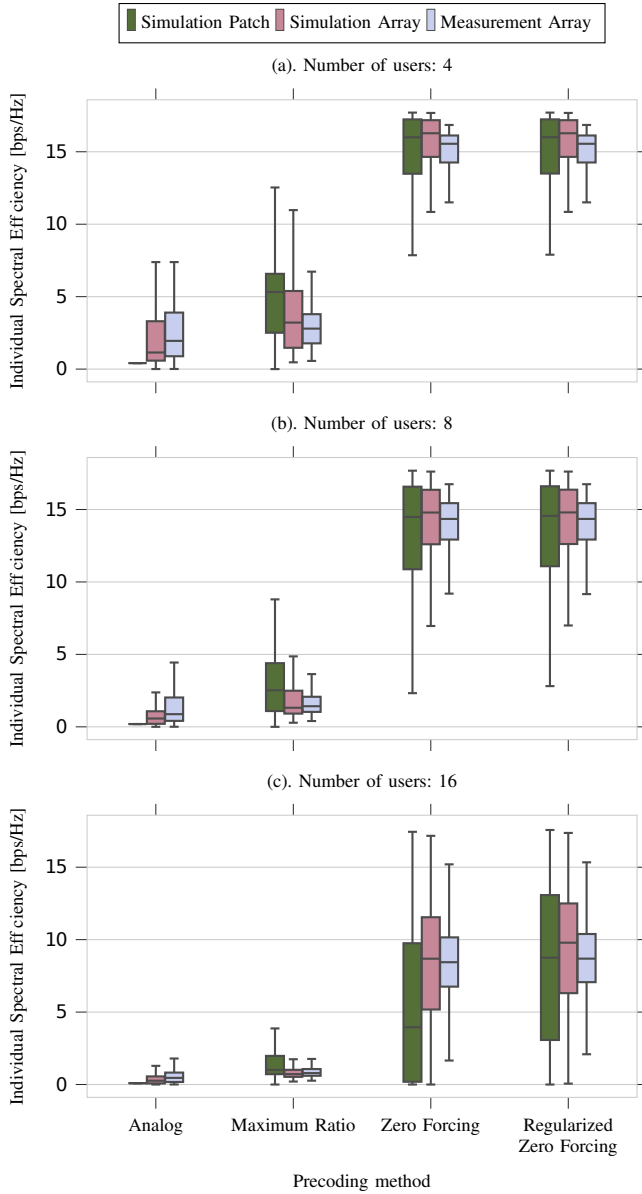 Simulation Patch Simulation Array Measurement Array
(a). Number of users: 4
Individual Spectral Eff ciency [bps/Hz]
15
10
5
0
(b). Number of users: 8
Individual Spectral Eff ciency [bps/Hz]
15
10
5
0
(c). Number of users: 16
Individual Spectral Eff ciency [bps/Hz]
15
10
5
0
Analog Maximum Ratio Zero Forcing Regularized
Zero Forcing
Precoding method